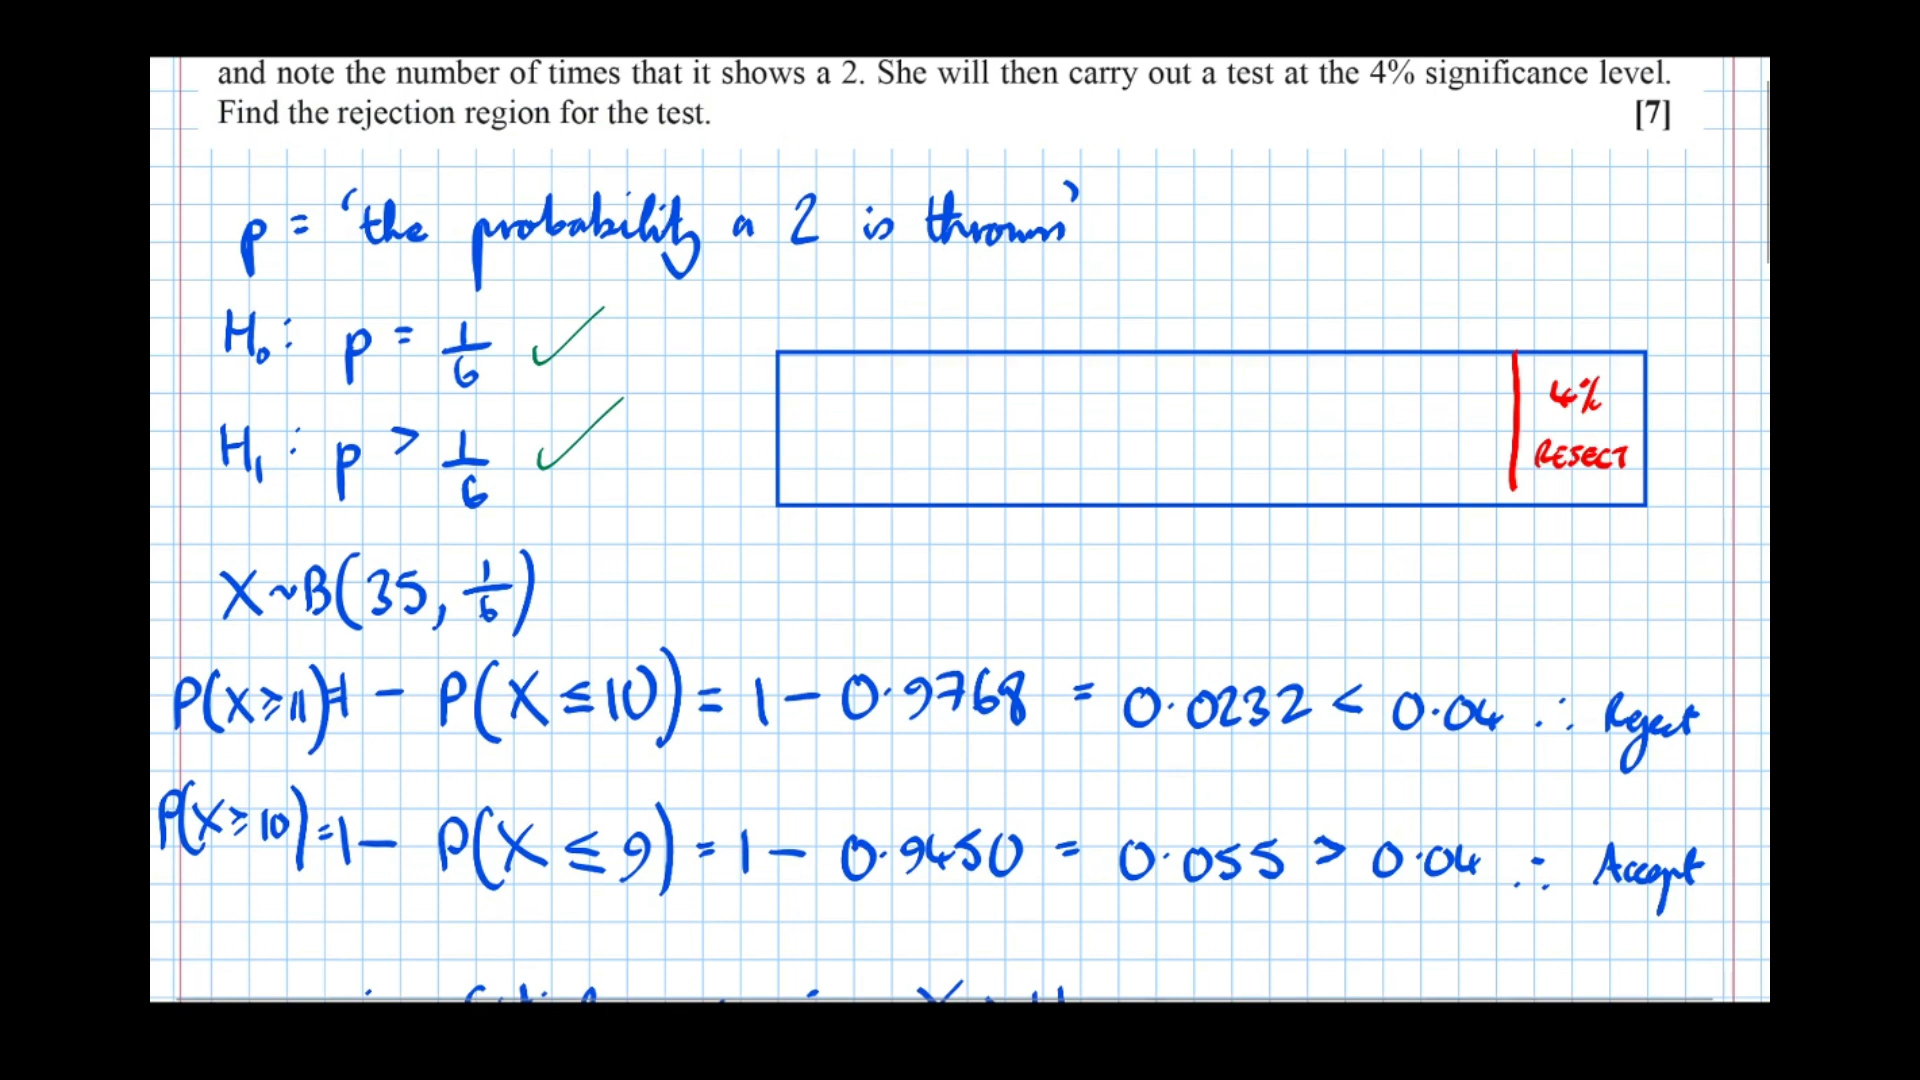 and note the number of times that it shows a 2. She will then carry out a test at the 4% significance level.
Find the rejection region for the test. [7]
p = 'the probability a 2 is thrown'
H₀: p = 1/6 ✓
H₁: p > 1/6 ✓
4%
REJECT
X~B(35, 1/6)
P(X≥11)=1 - P(X≤10) = 1 - 0.9768 = 0.0232 < 0.04 ∴ Reject
P(X≥10)=1 - P(X≤9) = 1 - 0.9450 = 0.055 > 0.04 ∴ Accept